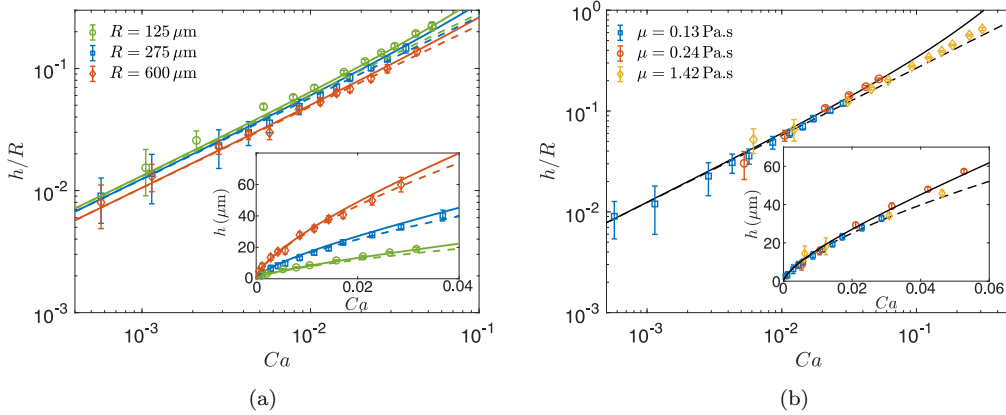 R = 125 μm
R = 275 μm
R = 600 μm
10⁻¹
10⁻²
10⁻³
h/R
10⁻³
10⁻²
10⁻¹
Ca
60
40
20
0
h (μm)
0
0.02
0.04
Ca
(a)
μ = 0.13 Pa.s
μ = 0.24 Pa.s
μ = 1.42 Pa.s
10⁰
10⁻¹
10⁻²
10⁻³
h/R
10⁻³
10⁻²
10⁻¹
Ca
60
40
20
0
h (μm)
0
0.02
0.04
0.06
Ca
(b)